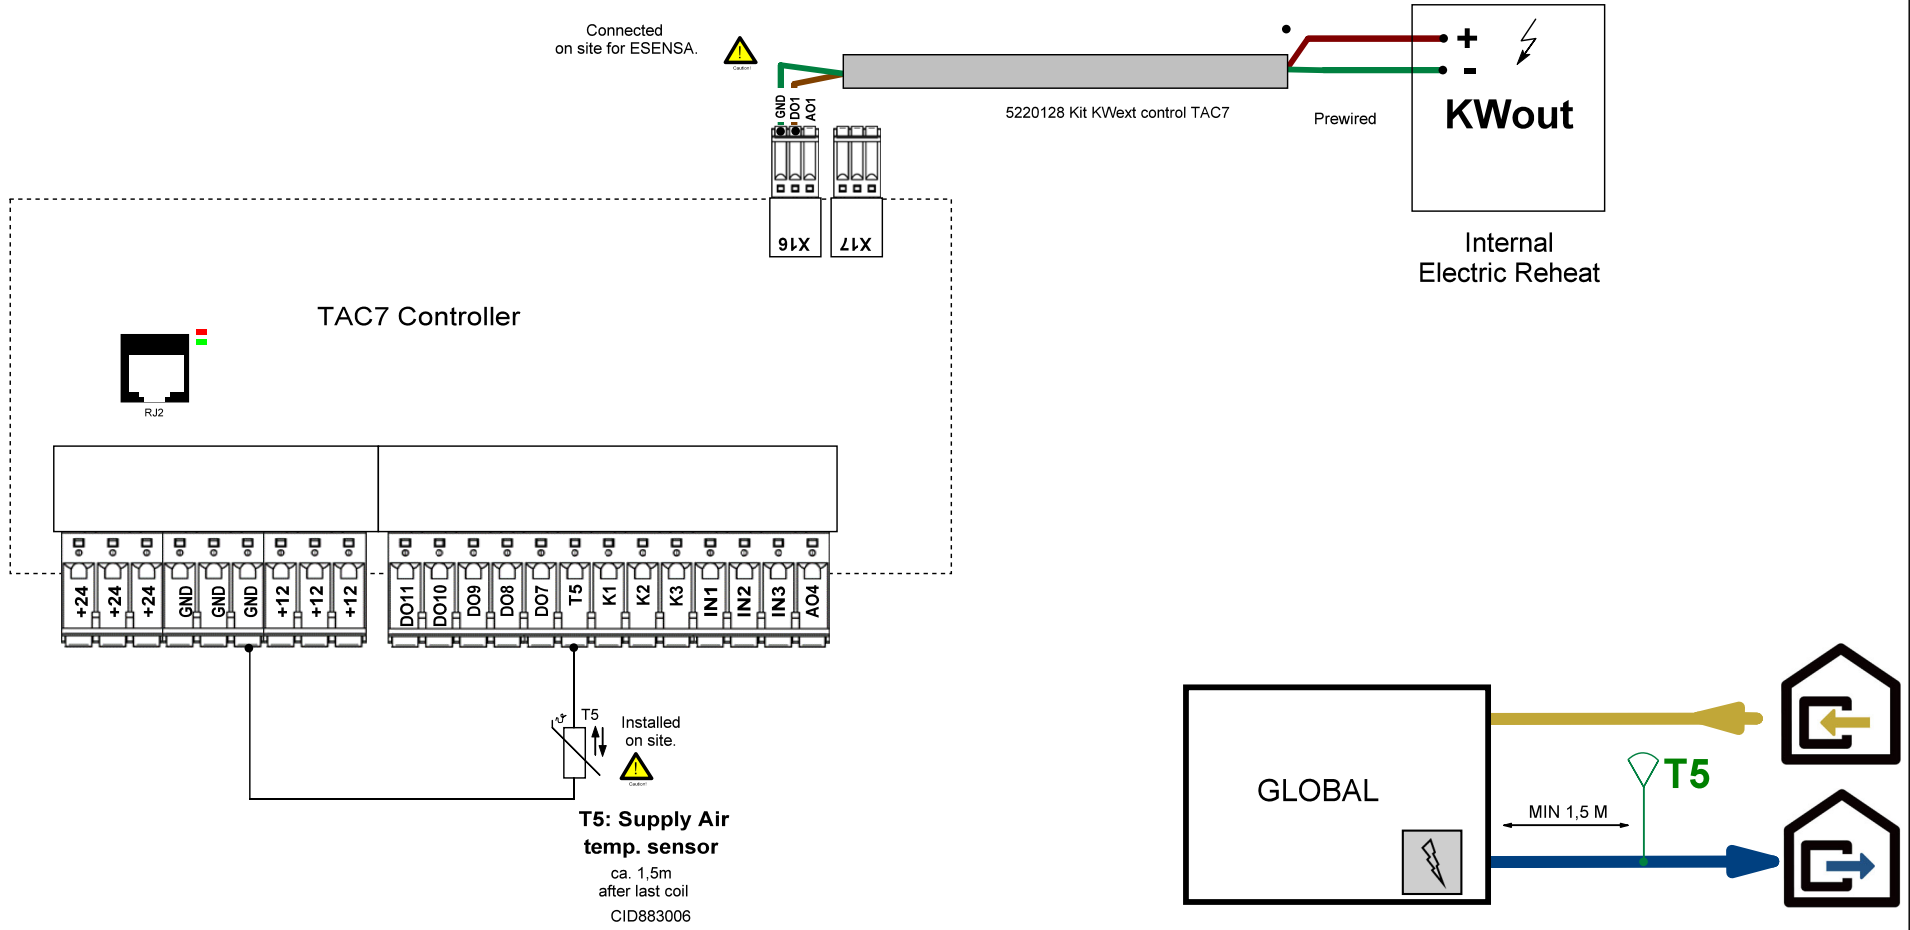 Connected
on site for ESENSA.
Caution!
GND
DO1
AO1
5220128 Kit KWext control TAC7
Prewired
+
-
KWout
Internal
Electric Reheat
X16
X17
TAC7 Controller
RJ2
+24
+24
+24
GND
GND
GND
+12
+12
+12
DO11
DO10
DO9
DO8
DO7
T5
K1
K2
K3
IN1
IN2
IN3
AO4
T5
Installed
on site.
Caution!
T5: Supply Air
temp. sensor
ca. 1,5m
after last coil
CID883006
GLOBAL
T5
MIN 1,5 M